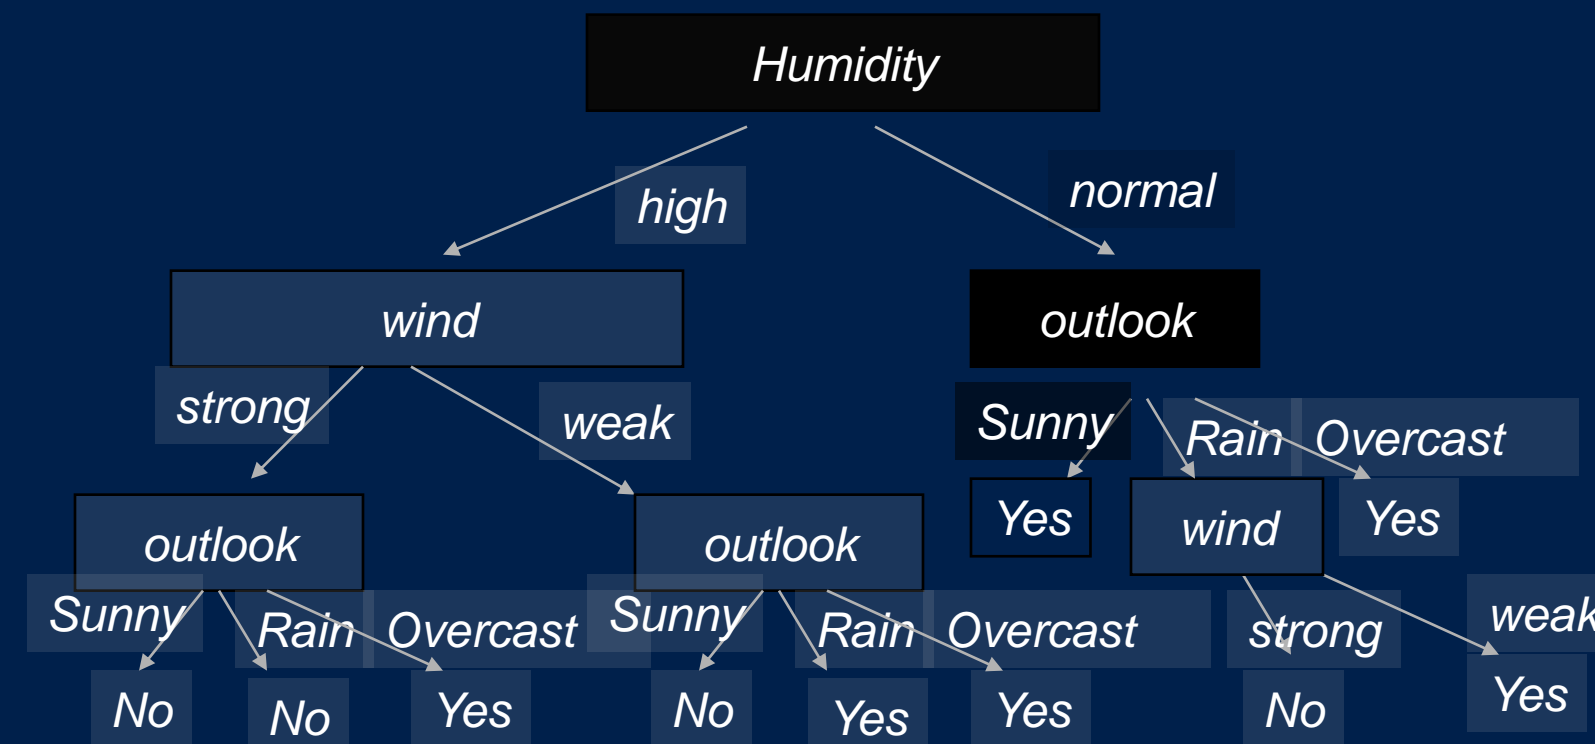 Humidity
high
normal
wind
outlook
strong
weak
Sunny
Rain
Overcast
Yes
wind
Yes
outlook
outlook
Sunny
Rain
Overcast
Sunny
Rain
Overcast
strong
weak
No
No
Yes
No
Yes
Yes
No
Yes